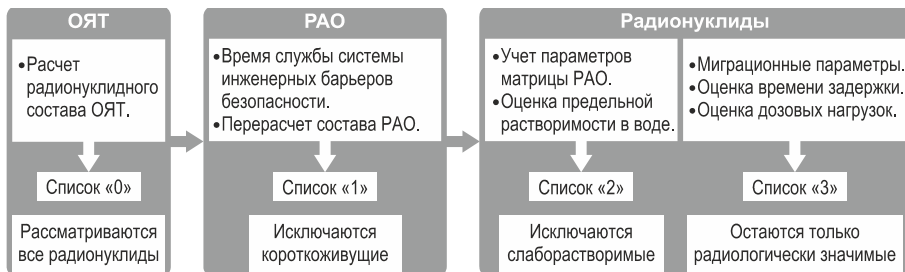 ОЯТ
•Расчет
радионуклидного
состава ОЯТ.
Список «0»
Рассматриваются
все радионуклиды
РАО
•Время службы системы
инженерных барьеров
безопасности.
•Перерасчет состава РАО.
Список «1»
Исключаются
короткоживущие
Радионуклиды
•Учет параметров
матрицы РАО.
•Оценка предельной
растворимости в воде.
Список «2»
Исключаются
слаборастворимые
•Миграционные параметры.
•Оценка времени задержки.
•Оценка дозовых нагрузок.
Список «3»
Остаются только
радиологически значимые